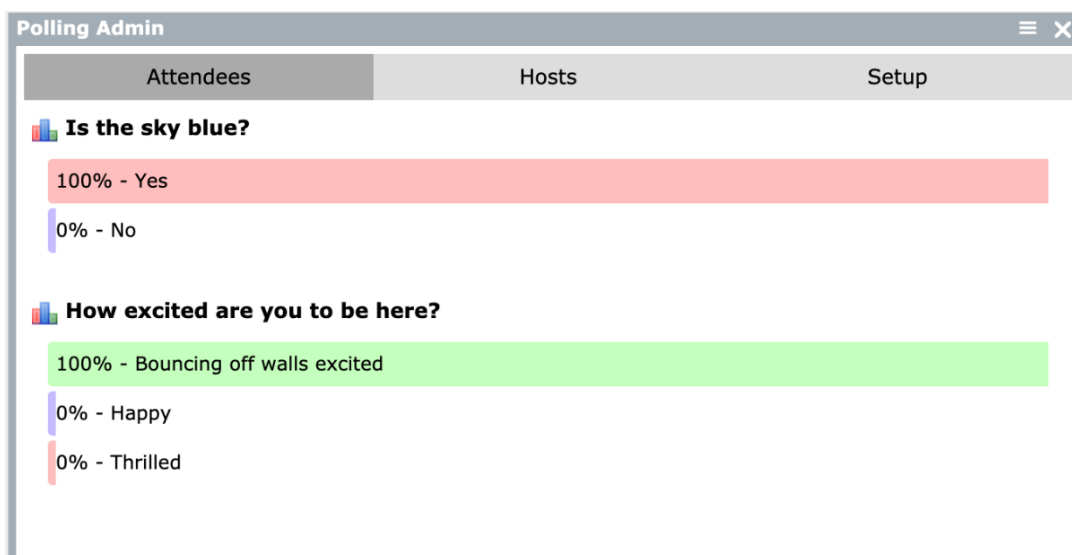 Polling Admin
Attendees Hosts Setup
Is the sky blue?
100% - Yes
0% - No
How excited are you to be here?
100% - Bouncing off walls excited
0% - Happy
0% - Thrilled